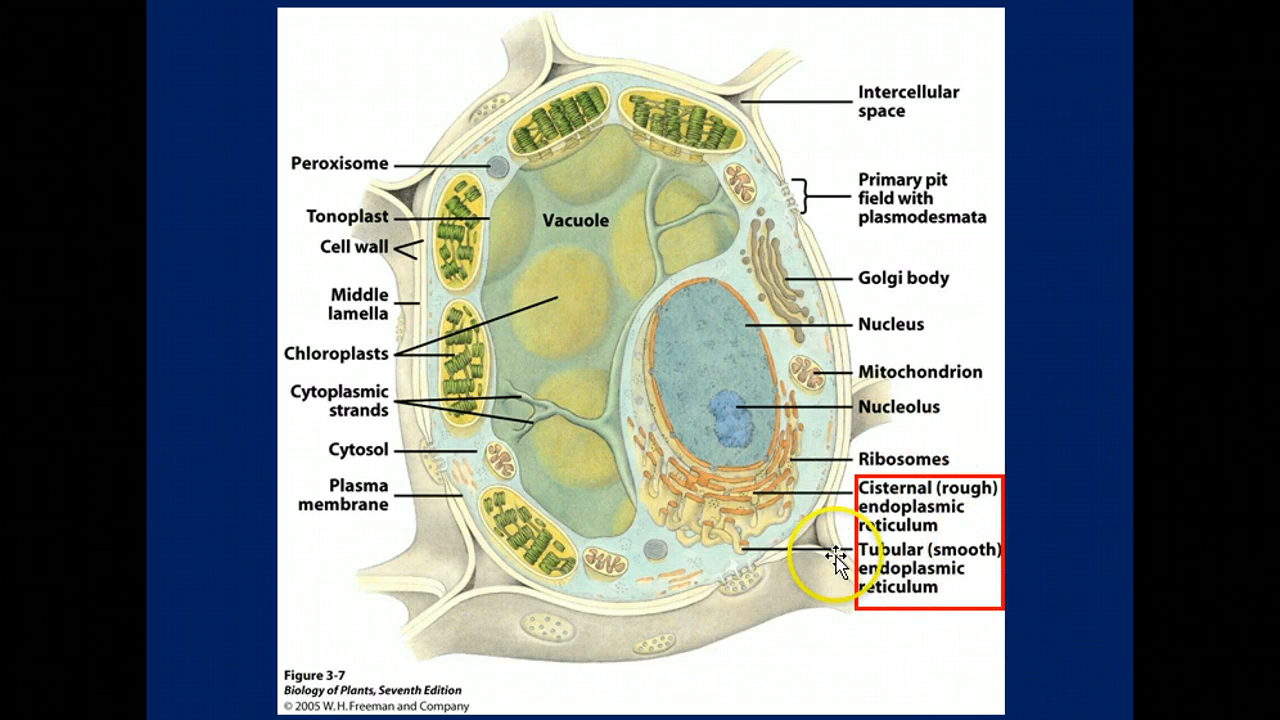 Intercellular
space
Peroxisome
Primary pit
field with
plasmodesmata
Tonoplast
Vacuole
Cell wall
Golgi body
Middle
lamella
Nucleus
Chloroplasts
Mitochondrion
Cytoplasmic
strands
Nucleolus
Cytosol
Ribosomes
Plasma
membrane
Cisternal (rough)
endoplasmic
reticulum
Tubular (smooth)
endoplasmic
reticulum
Figure 3-7
Biology of Plants, Seventh Edition
© 2005 W. H. Freeman and Company